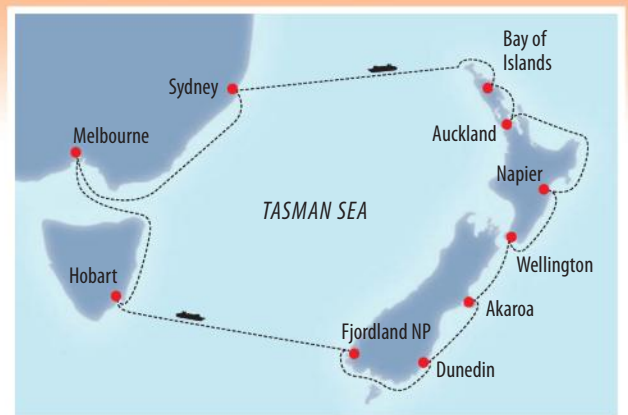 Bay of
Islands
Sydney
Auckland
Melbourne
Napier
TASMAN SEA
Wellington
Hobart
Akaroa
Fjordland NP
Dunedin